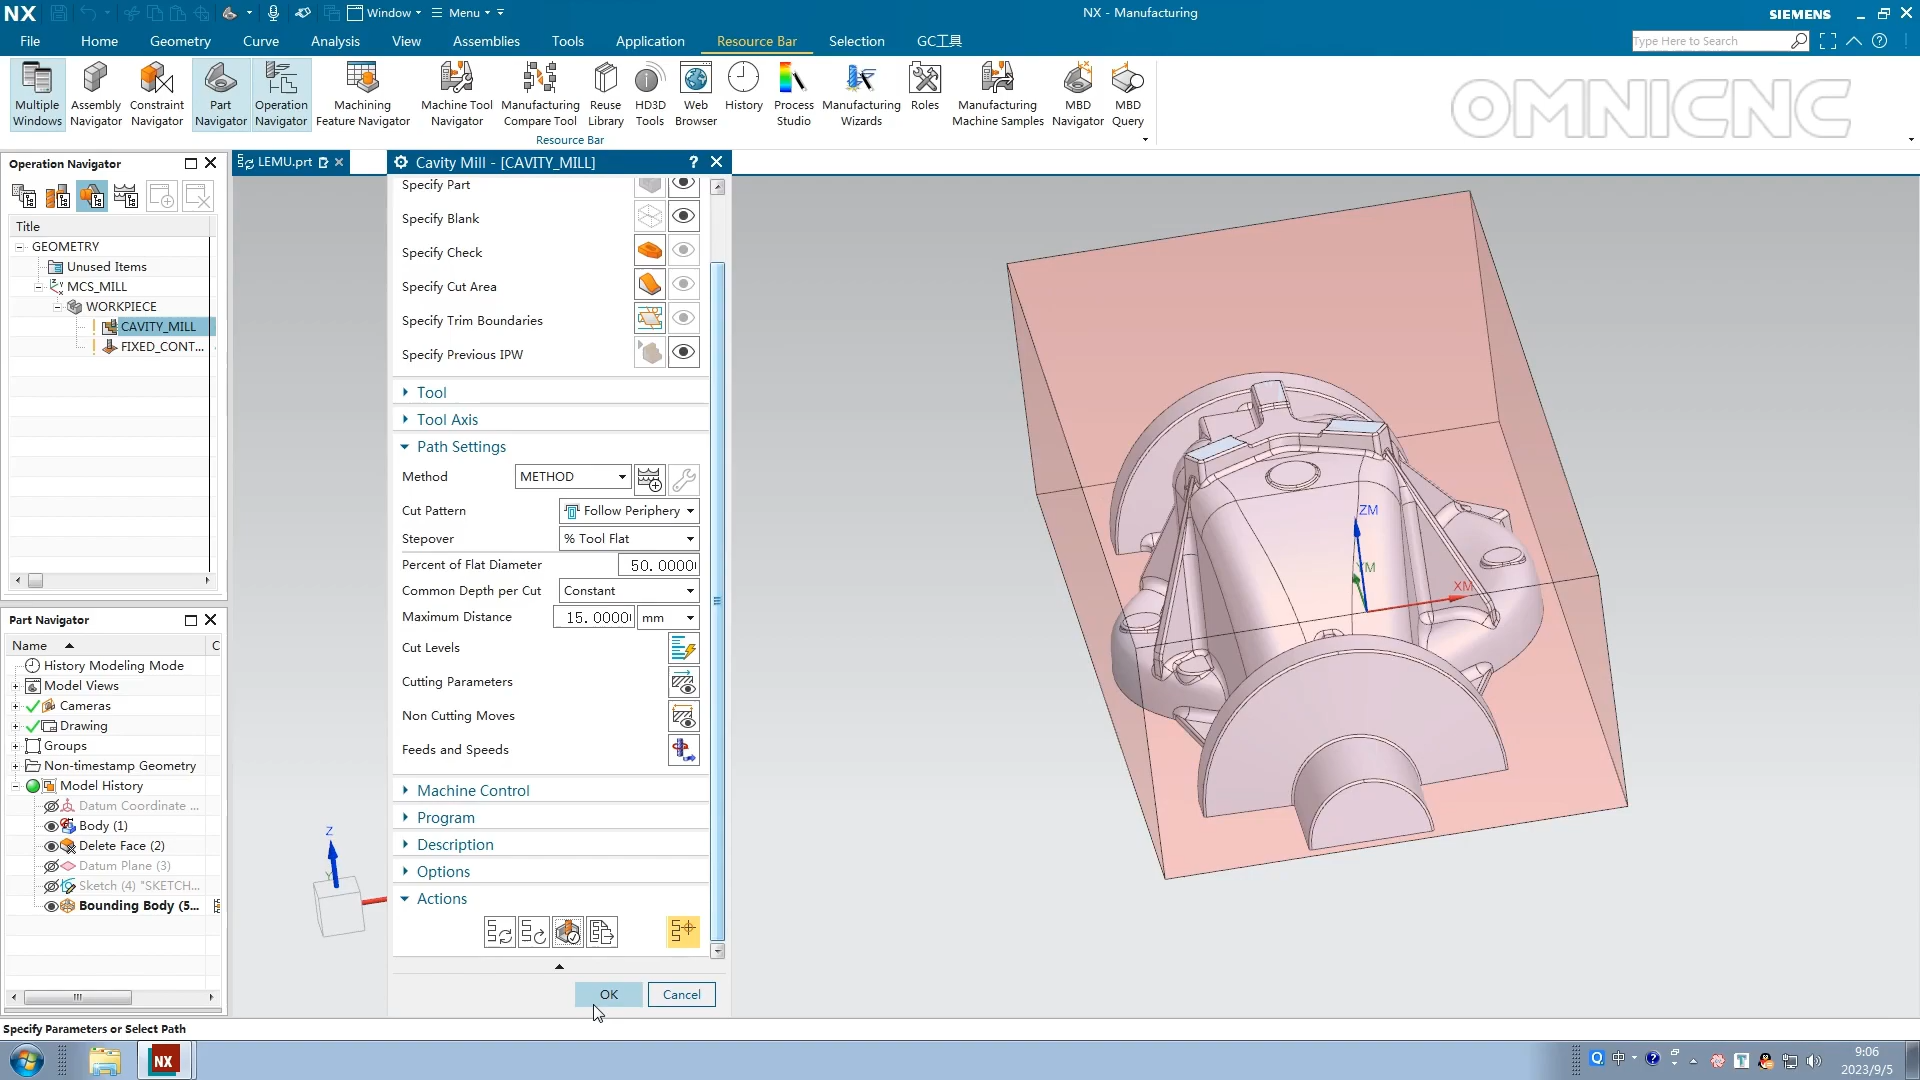 NX
Window
Menu
NX - Manufacturing
SIEMENS
File Home Geometry Curve Analysis View Assemblies Tools Application Resource Bar Selection GC工具
Type Here to Search
Multiple Windows
Assembly Navigator
Constraint Navigator
Part Navigator
Operation Navigator
Machining Feature Navigator
Machine Tool Navigator
Manufacturing Compare Tool
Reuse Library
HD3D Tools
Web Browser
History
Process Studio
Manufacturing Wizards
Roles
Manufacturing Machine Samples
MBD Navigator
MBD Query
Resource Bar
OMNICNC
Operation Navigator
Title
GEOMETRY
Unused Items
MCS_MILL
WORKPIECE
CAVITY_MILL
FIXED_CONT...
Part Navigator
Name
C
History Modeling Mode
Model Views
Cameras
Drawing
Groups
Non-timestamp Geometry
Model History
Datum Coordinate ...
Body (1)
Delete Face (2)
Datum Plane (3)
Sketch (4) "SKETCH...
Bounding Body (5...
LEMU.prt
Cavity Mill - [CAVITY_MILL]
Specify Part
Specify Blank
Specify Check
Specify Cut Area
Specify Trim Boundaries
Specify Previous IPW
Tool
Tool Axis
Path Settings
Method METHOD
Cut Pattern Follow Periphery
Stepover % Tool Flat
Percent of Flat Diameter 50.0000
Common Depth per Cut Constant
Maximum Distance 15.0000 mm
Cut Levels
Cutting Parameters
Non Cutting Moves
Feeds and Speeds
Machine Control
Program
Description
Options
Actions
OK Cancel
ZM
YM
XM
Z
Y
Specify Parameters or Select Path
NX
中
9:06
2023/9/5